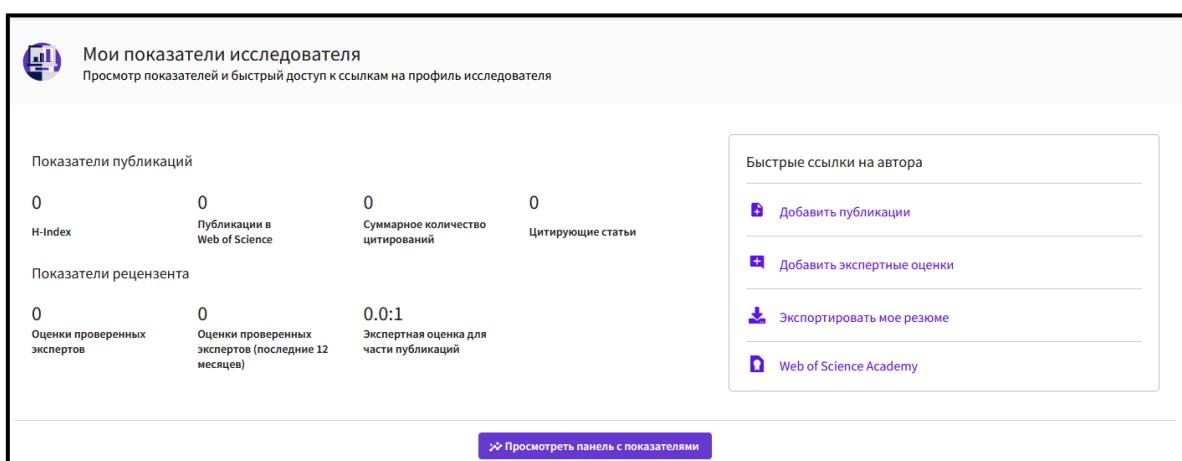 Мои показатели исследователя
Просмотр показателей и быстрый доступ к ссылкам на профиль исследователя
Показатели публикаций
0
H-Index
0
Публикации в
Web of Science
0
Суммарное количество
цитирований
0
Цитирующие статьи
Показатели рецензента
0
Оценки проверенных
экспертов
0
Оценки проверенных
экспертов (последние 12
месяцев)
0.0:1
Экспертная оценка для
части публикаций
Быстрые ссылки на автора
Добавить публикации
Добавить экспертные оценки
Экспортировать мое резюме
Web of Science Academy
Просмотреть панель с показателями